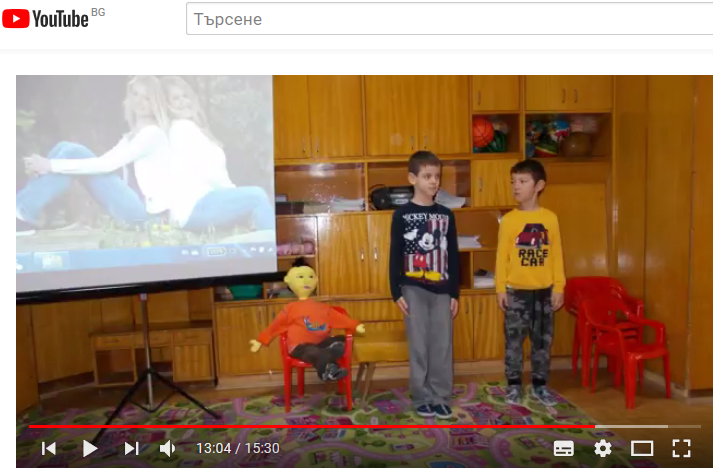 YouTube BG
Търсене
MICKEY MOUSE
RACE
CAR
13:04 / 15:30